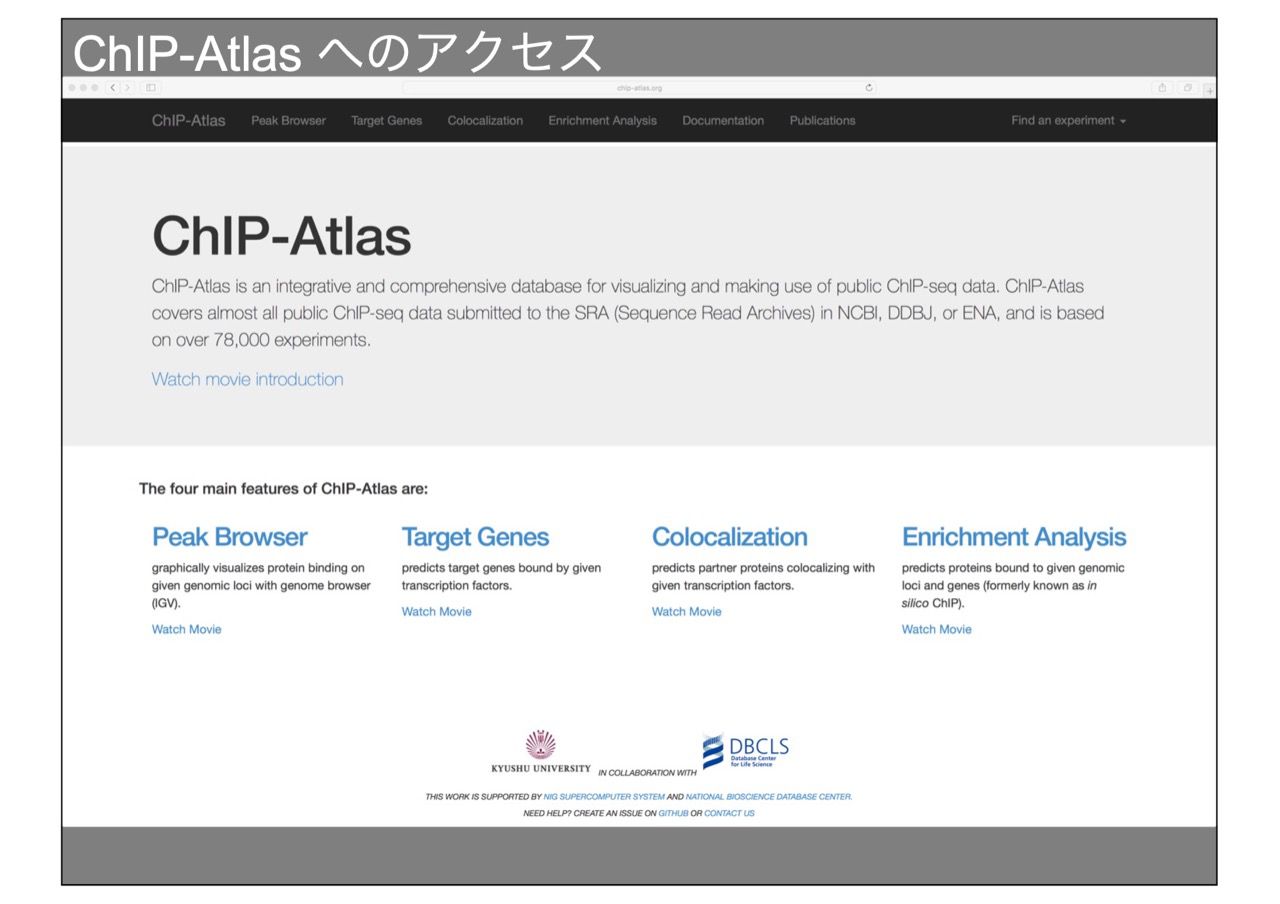 ChIP-Atlas へのアクセス
chip-atlas.org
ChIP-Atlas Peak Browser Target Genes Colocalization Enrichment Analysis Documentation Publications Find an experiment
ChIP-Atlas
ChIP-Atlas is an integrative and comprehensive database for visualizing and making use of public ChIP-seq data. ChIP-Atlas
covers almost all public ChIP-seq data submitted to the SRA (Sequence Read Archives) in NCBI, DDBJ, or ENA, and is based
on over 78,000 experiments.
Watch movie introduction
The four main features of ChIP-Atlas are:
Peak Browser
graphically visualizes protein binding on
given genomic loci with genome browser
(IGV).
Watch Movie
Target Genes
predicts target genes bound by given
transcription factors.
Watch Movie
Colocalization
predicts partner proteins colocalizing with
given transcription factors.
Watch Movie
Enrichment Analysis
predicts proteins bound to given genomic
loci and genes (formerly known as in
silico ChIP).
Watch Movie
KYUSHU UNIVERSITY IN COLLABORATION WITH
DBCLS
Database Center
for Life Science
THIS WORK IS SUPPORTED BY NIG SUPERCOMPUTER SYSTEM AND NATIONAL BIOSCIENCE DATABASE CENTER.
NEED HELP? CREATE AN ISSUE ON GITHUB OR CONTACT US